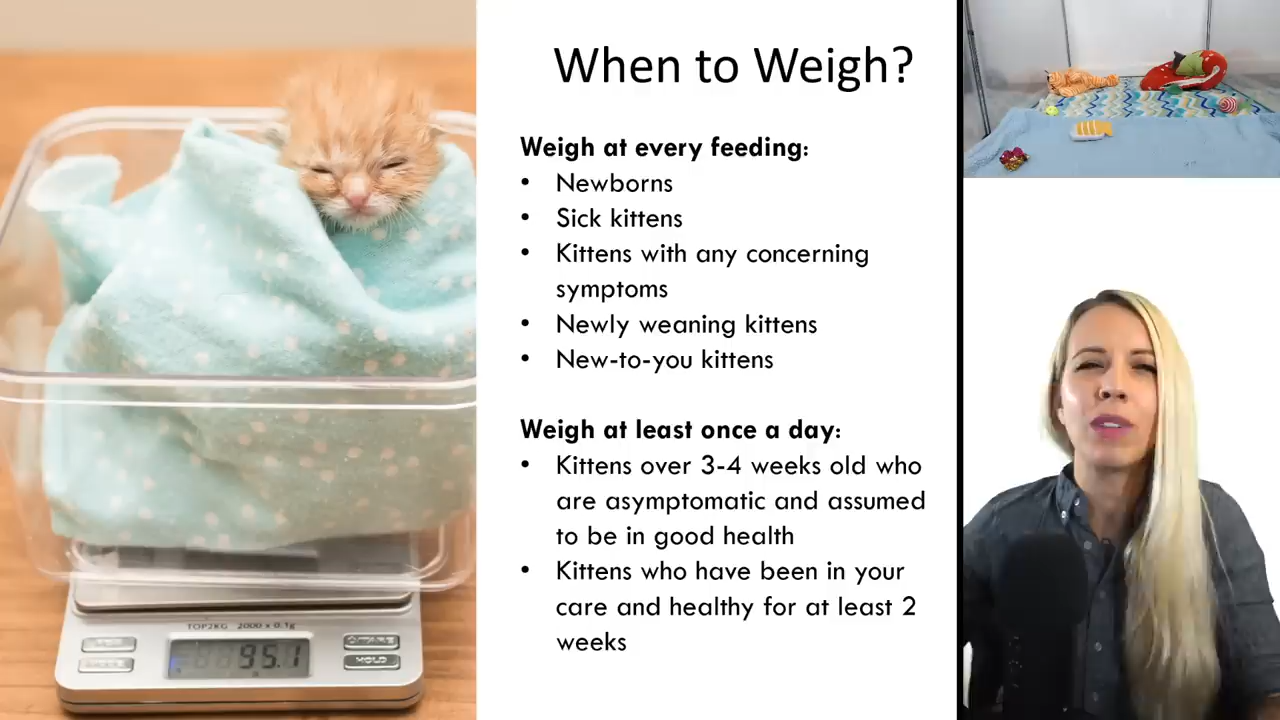 When to Weigh?
Weigh at every feeding:
• Newborns
• Sick kittens
• Kittens with any concerning
symptoms
• Newly weaning kittens
• New-to-you kittens
Weigh at least once a day:
• Kittens over 3-4 weeks old who
are asymptomatic and assumed
to be in good health
• Kittens who have been in your
care and healthy for at least 2
weeks
TOP2KG 2000 x 0.1g
95.1
HOLD